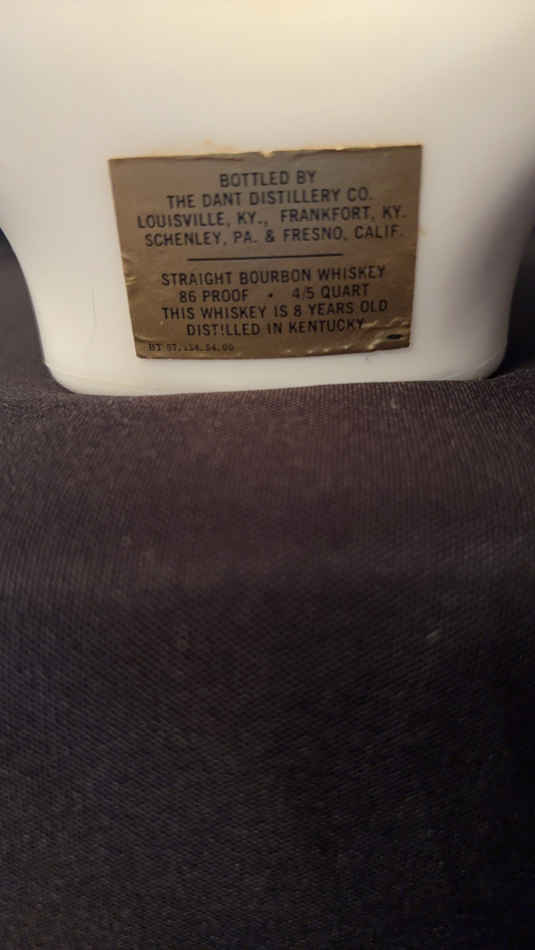 BOTTLED BY
THE DANT DISTILLERY CO.
LOUISVILLE, KY., FRANKFORT, KY.
SCHENLEY, PA. & FRESNO, CALIF.
STRAIGHT BOURBON WHISKEY
86 PROOF • 4/5 QUART
THIS WHISKEY IS 8 YEARS OLD
DISTILLED IN KENTUCKY